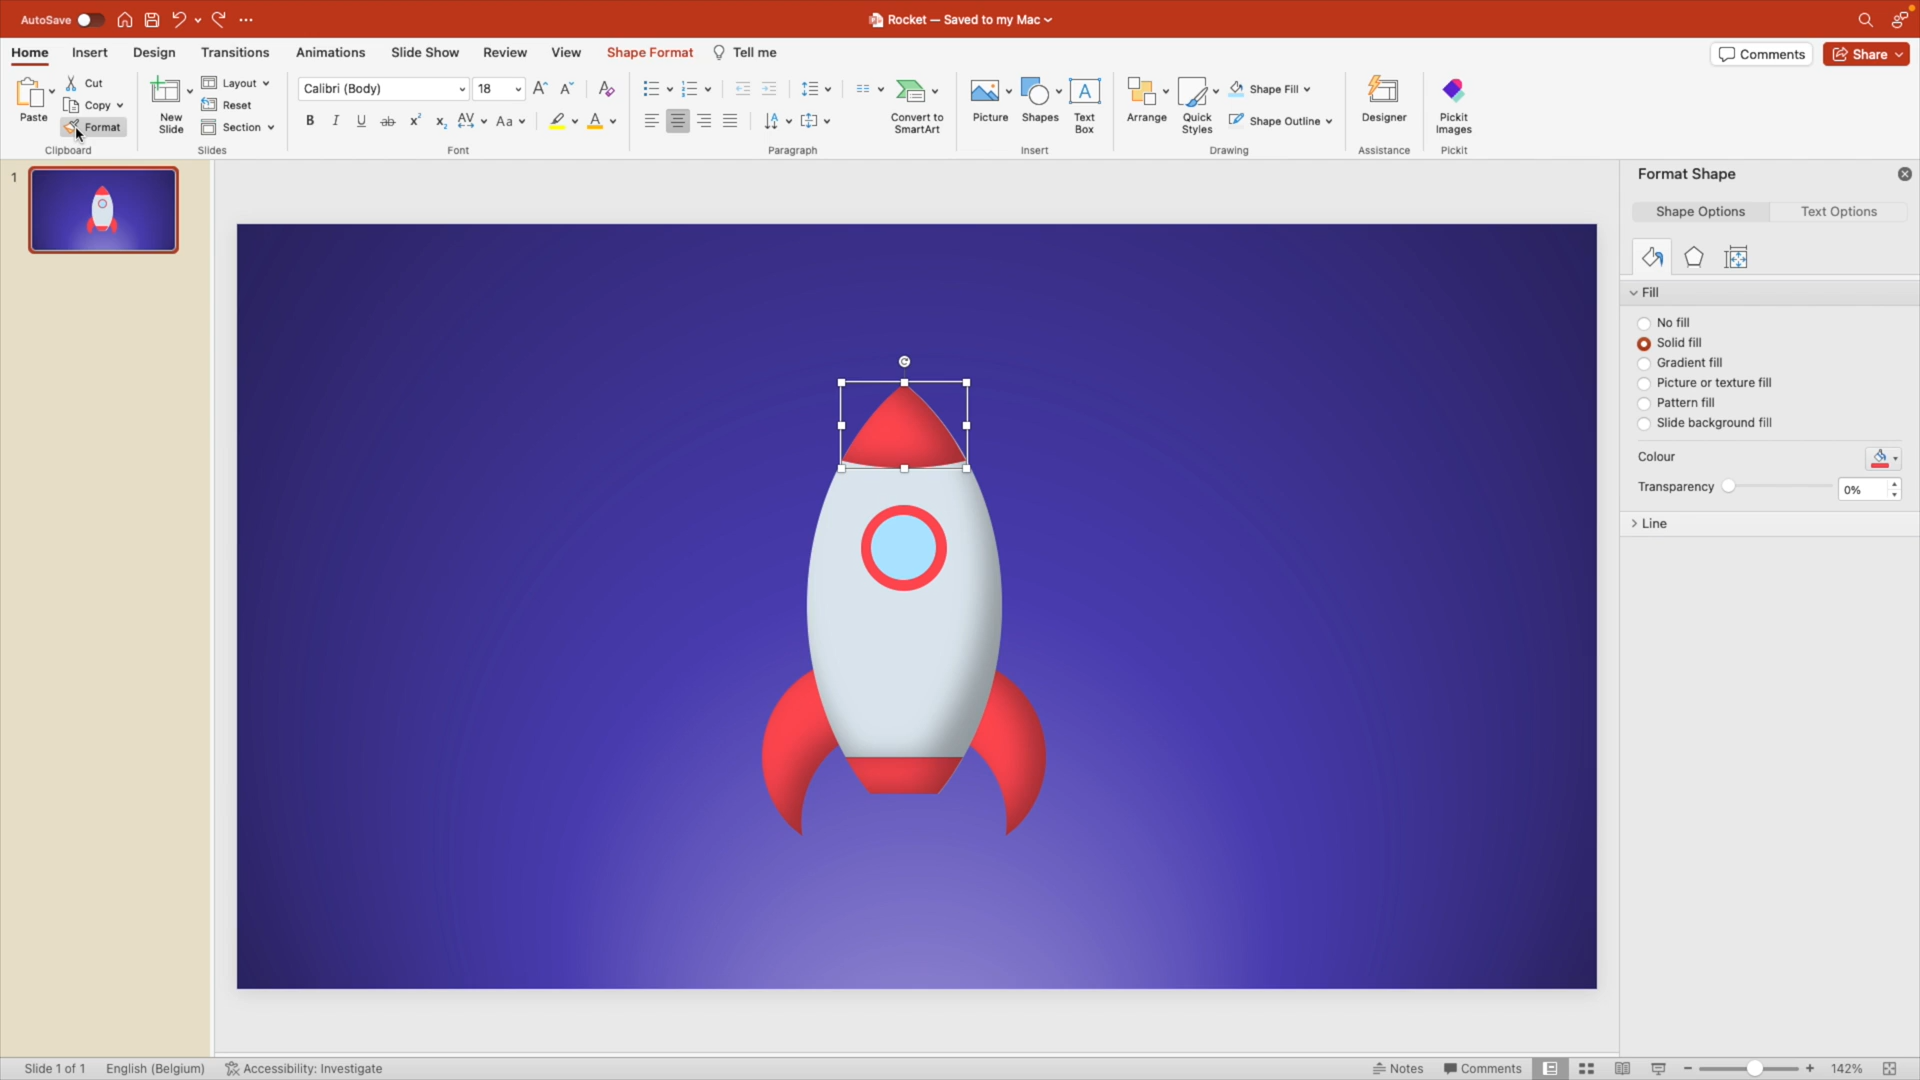 AutoSave
Rocket — Saved to my Mac
Home Insert Design Transitions Animations Slide Show Review View Shape Format Tell me
Comments Share
Paste Cut Copy Format Clipboard
New Slide Layout Reset Section Slides
Calibri (Body) 18
B I U ab x² x₂ AV Aa A Font
Paragraph
Convert to SmartArt
Picture Shapes Text Box Insert
Arrange Quick Styles Shape Fill Shape Outline Drawing
Designer Assistance
Pickit Images Pickit
1
Format Shape
Shape Options Text Options
Fill
No fill
Solid fill
Gradient fill
Picture or texture fill
Pattern fill
Slide background fill
Colour
Transparency 0%
Line
Slide 1 of 1 English (Belgium) Accessibility: Investigate Notes Comments 142%